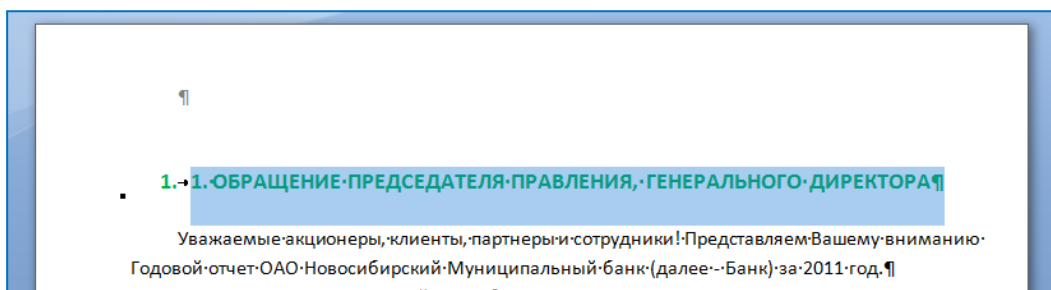 ¶
1.→1.·ОБРАЩЕНИЕ·ПРЕДСЕДАТЕЛЯ·ПРАВЛЕНИЯ,·ГЕНЕРАЛЬНОГО·ДИРЕКТОРА¶
Уважаемые·акционеры,·клиенты,·партнеры·и·сотрудники!·Представляем·Вашему·вниманию·
Годовой·отчет·ОАО·Новосибирский·Муниципальный·банк·(далее·-·Банк)·за·2011·год.¶